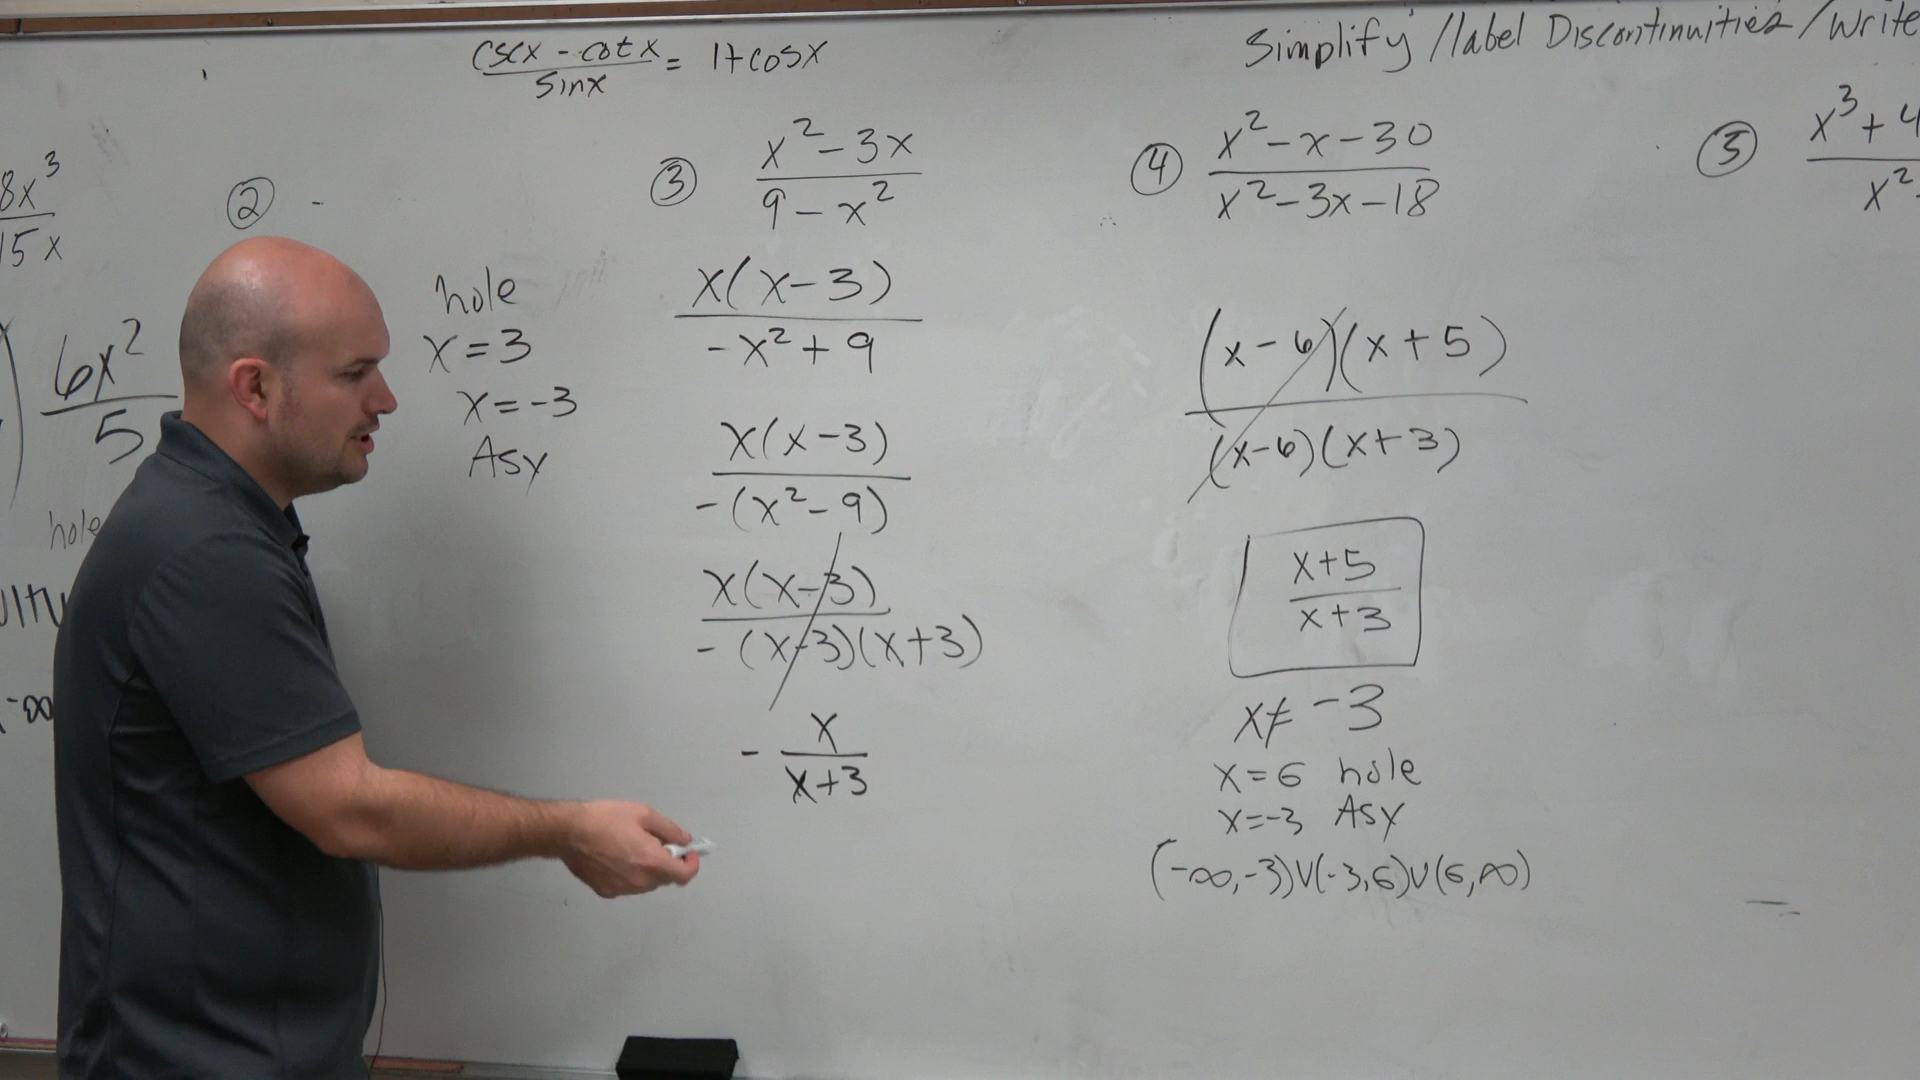 cscx - cotx / sinx = 1+cosx
Simplify /label Discontinuities /write
8x³
15x
6x²
5
hole
-∞
②
hole
x=3
x=-3
Asy
③ x²-3x
9-x²
x(x-3)
-x²+9
x(x-3)
-(x²-9)
x(x-3)
-(x-3)(x+3)
- x
x+3
④ x²-x-30
x²-3x-18
(x-6)(x+5)
(x-6)(x+3)
x+5
x+3
x≠-3
x=6 hole
x=-3 Asy
(-∞,-3)∪(-3,6)∪(6,∞)
⑤ x³+4
x²-